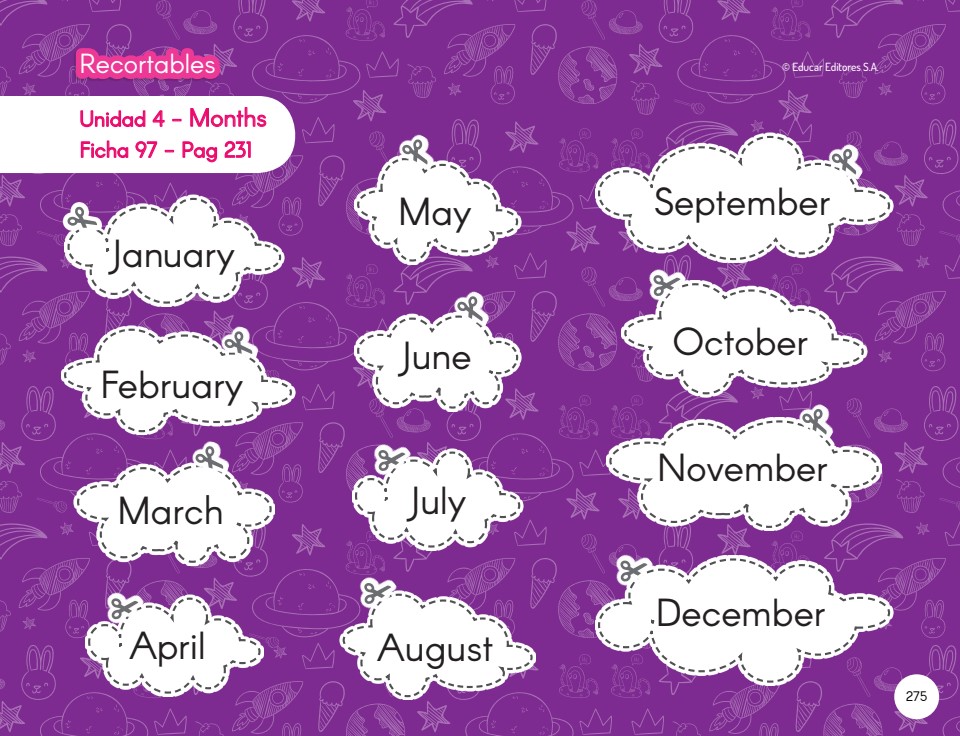 Recortables
© Educar Editores S.A.
Unidad 4 - Months
Ficha 97 - Pag 231
January
February
March
April
May
June
July
August
September
October
November
December
275